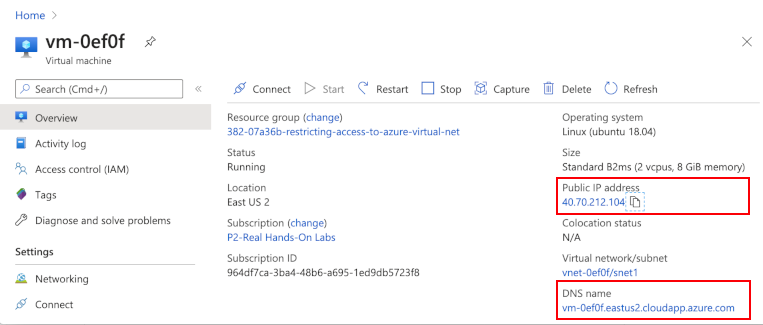 Home >
vm-0ef0f
Virtual machine
Search (Cmd+/)
«
Connect
Start
Restart
Stop
Capture
Delete
Refresh
Overview
Activity log
Access control (IAM)
Tags
Diagnose and solve problems
Settings
Networking
Connect
Resource group (change)
382-07a36b-restricting-access-to-azure-virtual-net
Status
Running
Location
East US 2
Subscription (change)
P2-Real Hands-On Labs
Subscription ID
964df7ca-3ba4-48b6-a695-1ed9db5723f8
Operating system
Linux (ubuntu 18.04)
Size
Standard B2ms (2 vcpus, 8 GiB memory)
Public IP address
40.70.212.104
Colocation status
N/A
Virtual network/subnet
vnet-0ef0f/snet1
DNS name
vm-0ef0f.eastus2.cloudapp.azure.com